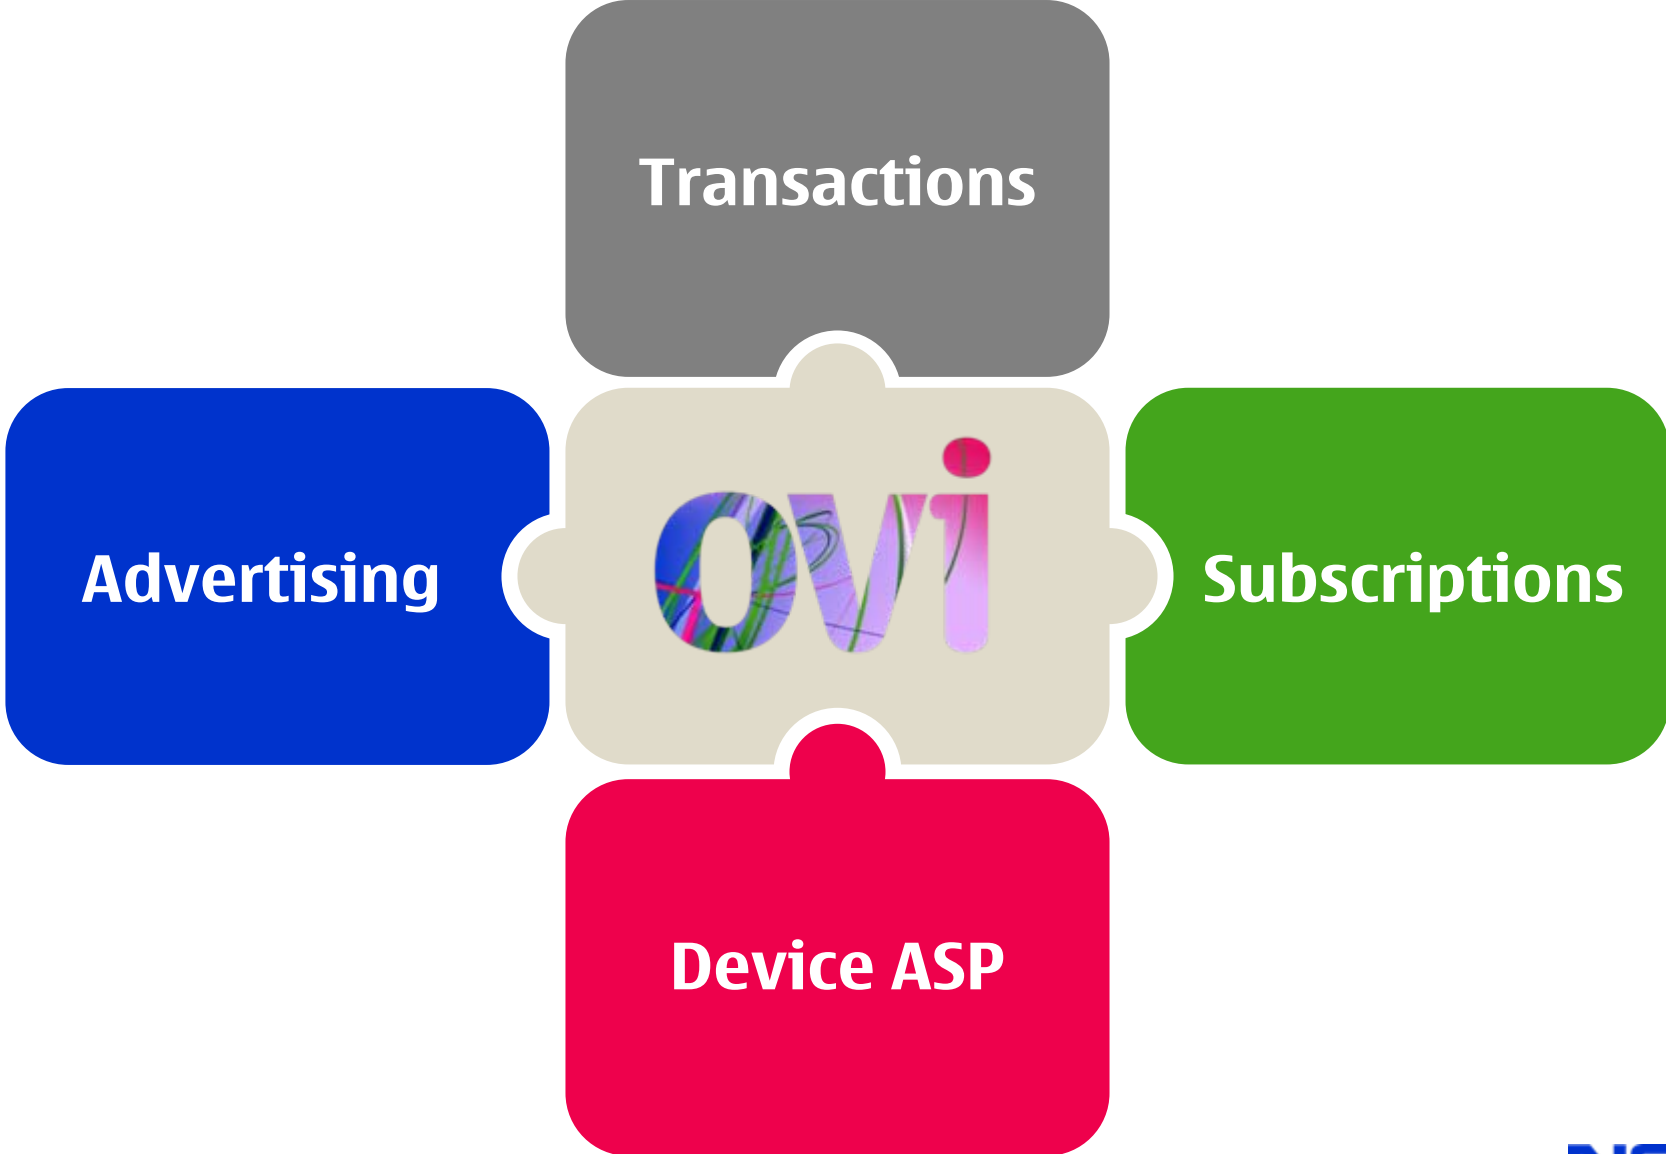 Transactions
Advertising
ovi
Subscriptions
Device ASP